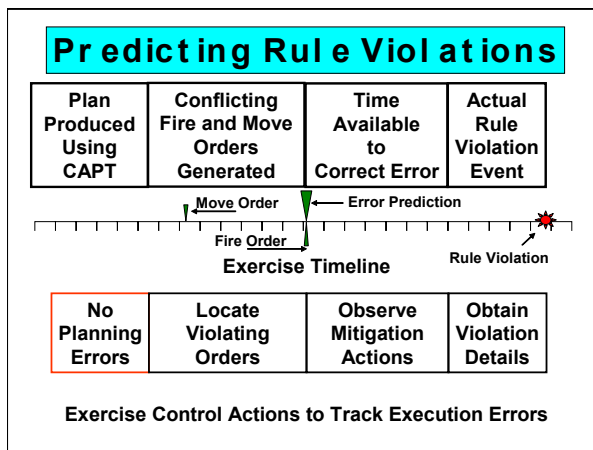 Predicting Rule Violations
Plan
Produced
Using
CAPT
Conflicting
Fire and Move
Orders
Generated
Time
Available
to
Correct Error
Actual
Rule
Violation
Event
Move Order
Error Prediction
Fire Order
Rule Violation
Exercise Timeline
No
Planning
Errors
Locate
Violating
Orders
Observe
Mitigation
Actions
Obtain
Violation
Details
Exercise Control Actions to Track Execution Errors